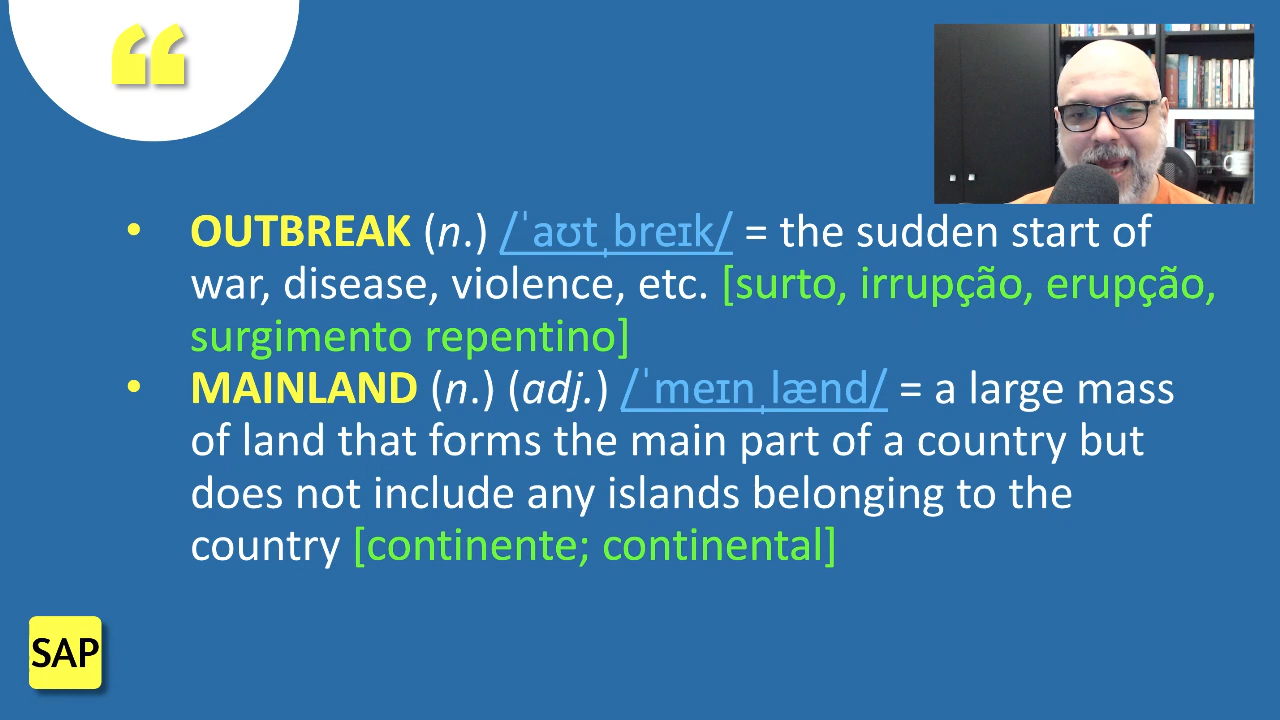 “
• OUTBREAK (n.) /ˈaʊtˌbreɪk/ = the sudden start of
war, disease, violence, etc. [surto, irrupção, erupção,
surgimento repentino]
• MAINLAND (n.) (adj.) /ˈmeɪnˌlænd/ = a large mass
of land that forms the main part of a country but
does not include any islands belonging to the
country [continente; continental]
SAP